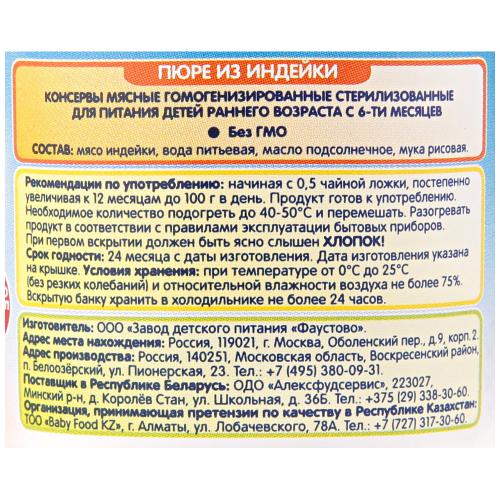 ПЮРЕ ИЗ ИНДЕЙКИ
КОНСЕРВЫ МЯСНЫЕ ГОМОГЕНИЗИРОВАННЫЕ СТЕРИЛИЗОВАННЫЕ
ДЛЯ ПИТАНИЯ ДЕТЕЙ РАННЕГО ВОЗРАСТА С 6-ТИ МЕСЯЦЕВ
● Без ГМО
СОСТАВ: мясо индейки, вода питьевая, масло подсолнечное, мука рисовая.
Рекомендации по употреблению: начиная с 0,5 чайной ложки, постепенно
увеличивая к 12 месяцам до 100 г в день. Продукт готов к употреблению.
Необходимое количество подогреть до 40-50°С и перемешать. Разогревать
продукт в соответствии с правилами эксплуатации бытовых приборов.
При первом вскрытии должен быть ясно слышен ХЛОПОК!
Срок годности: 24 месяца с даты изготовления. Дата изготовления указана
на крышке. Условия хранения: при температуре от 0°С до 25°С
(без резких колебаний) и относительной влажности воздуха не более 75%.
Вскрытую банку хранить в холодильнике не более 24 часов.
Изготовитель: ООО «Завод детского питания «Фаустово».
Адрес места нахождения: Россия, 119021, г. Москва, Оболенский пер., д.9, корп.2.
Адрес производства: Россия, 140251, Московская область, Воскресенский район,
п. Белоозёрский, ул. Пионерская, 23. Тел.: +7 (495) 380-09-31.
Поставщик в Республике Беларусь: ОДО «Алексфудсервис», 223027,
Минский р-н, д. Королёв Стан, ул. Школьная, д. 36Б. Тел.: +375 (29) 338-30-60.
Организация, принимающая претензии по качеству в Республике Казахстан:
ТОО «Baby Food KZ», г. Алматы, ул. Лобачевского, 78А. Тел.: +7 (727) 317-30-60.